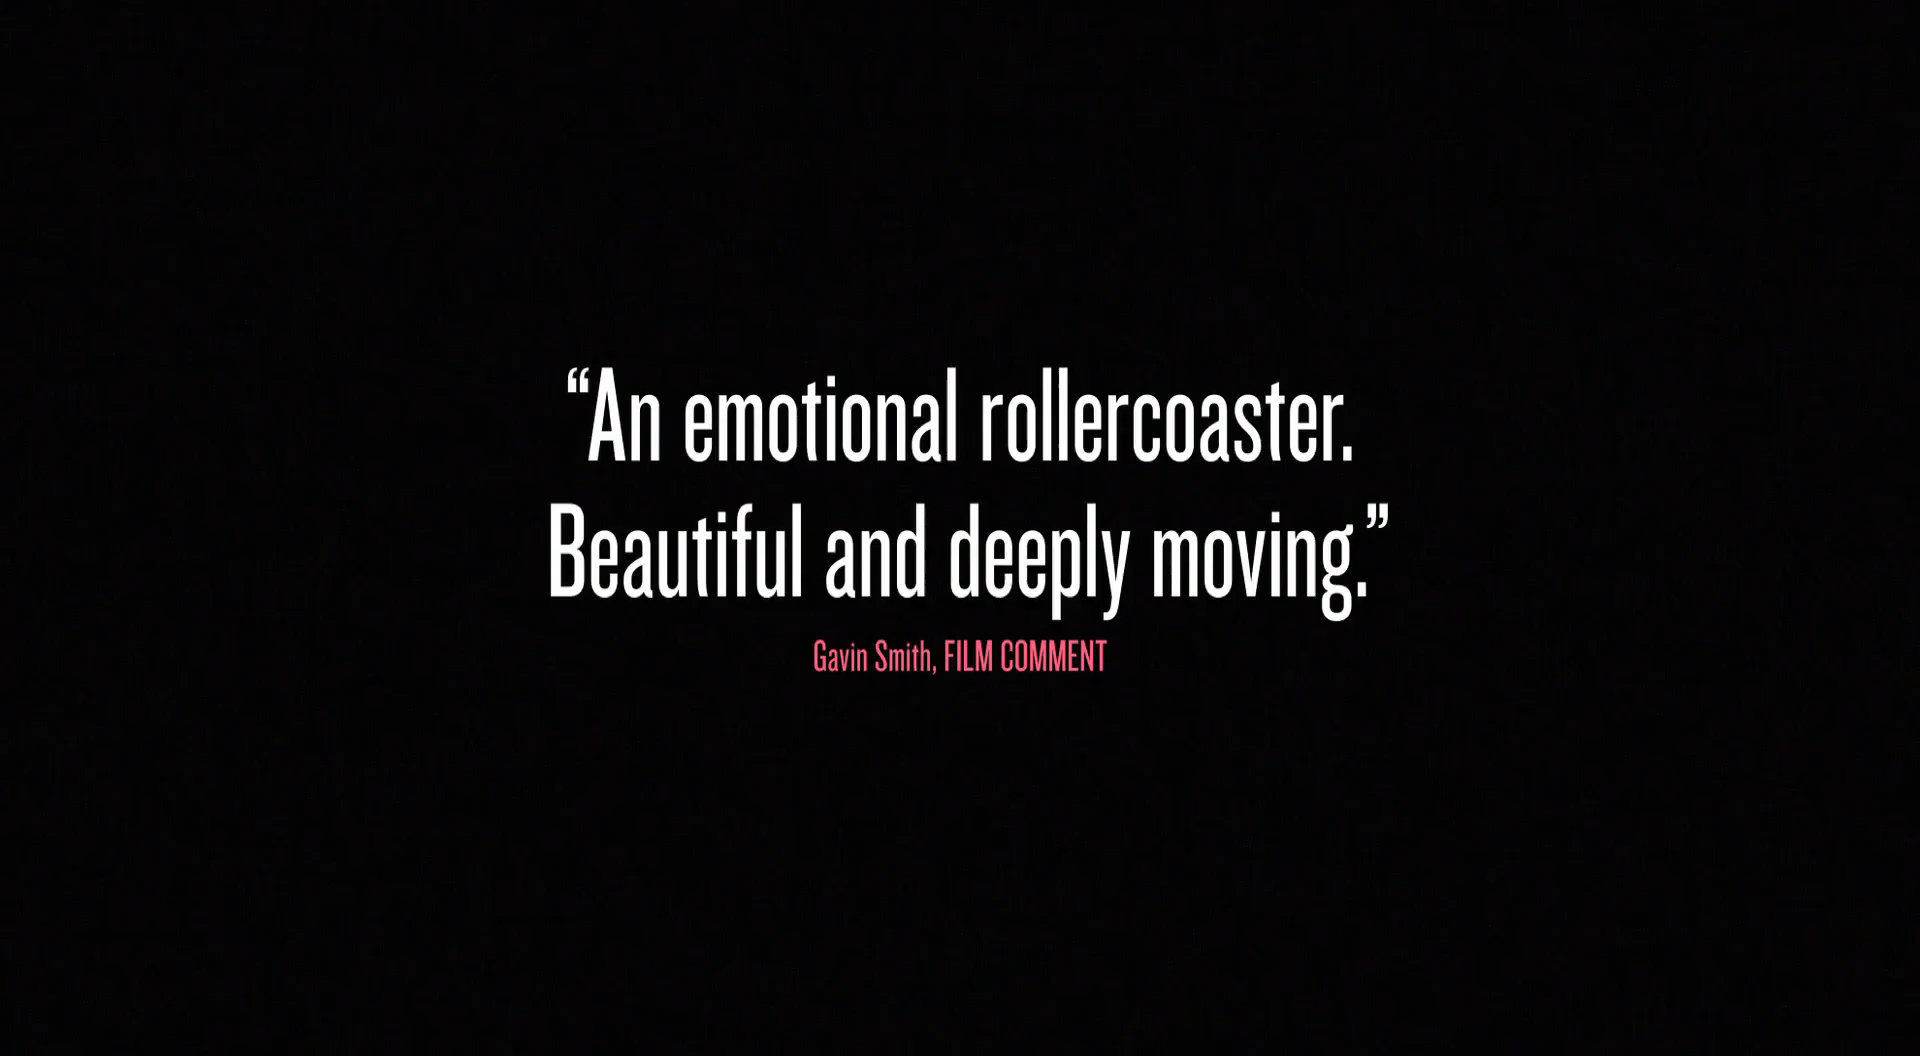 “An emotional rollercoaster.
Beautiful and deeply moving.”
Gavin Smith, FILM COMMENT